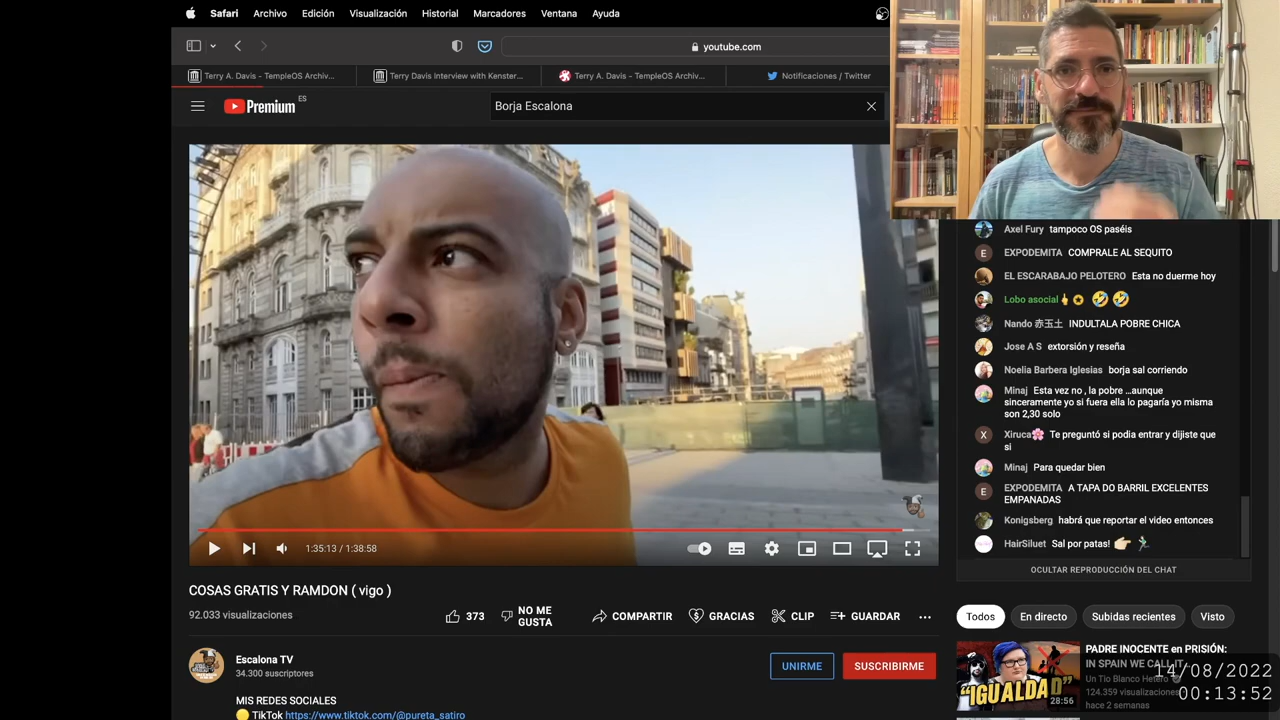 Safari Archivo Edición Visualización Historial Marcadores Ventana Ayuda
youtube.com
Terry A. Davis - TempleOS Archiv...
Terry Davis Interview with Kenster...
Terry A. Davis - TempleOS Archiv...
Notificaciones / Twitter
Premium ES
Borja Escalona
Axel Fury tampoco OS paséis
EXPODEMITA COMPRALE AL SEQUITO
EL ESCARABAJO PELOTERO Esta no duerme hoy
Lobo asocial
Nando 赤玉土 INDULTALA POBRE CHICA
Jose A S extorsión y reseña
Noelia Barbera Iglesias borja sal corriendo
Minaj Esta vez no , la pobre ...aunque
sinceramente yo si fuera ella lo pagaría yo misma
son 2,30 solo
Xiruca Te preguntó si podia entrar y dijiste que
si
Minaj Para quedar bien
EXPODEMITA A TAPA DO BARRIL EXCELENTES
EMPANADAS
Konigsberg habrá que reportar el video entonces
HairSiluet Sal por patas!
OCULTAR REPRODUCCIÓN DEL CHAT
1:35:13 / 1:38:58
COSAS GRATIS Y RAMDON ( vigo )
92.033 visualizaciones
373
NO ME
GUSTA
COMPARTIR
GRACIAS
CLIP
GUARDAR
Todos
En directo
Subidas recientes
Visto
Escalona TV
34.300 suscriptores
UNIRME
SUSCRIBIRME
MIS REDES SOCIALES
TikTok https://www.tiktok.com/@pureta_satiro
"IGUALDAD"
28:56
PADRE INOCENTE en PRISIÓN:
IN SPAIN WE CALL IT
Un Tío Blanco Hetero
124.359 visualizaciones
hace 2 semanas
14/08/2022
00:13:52